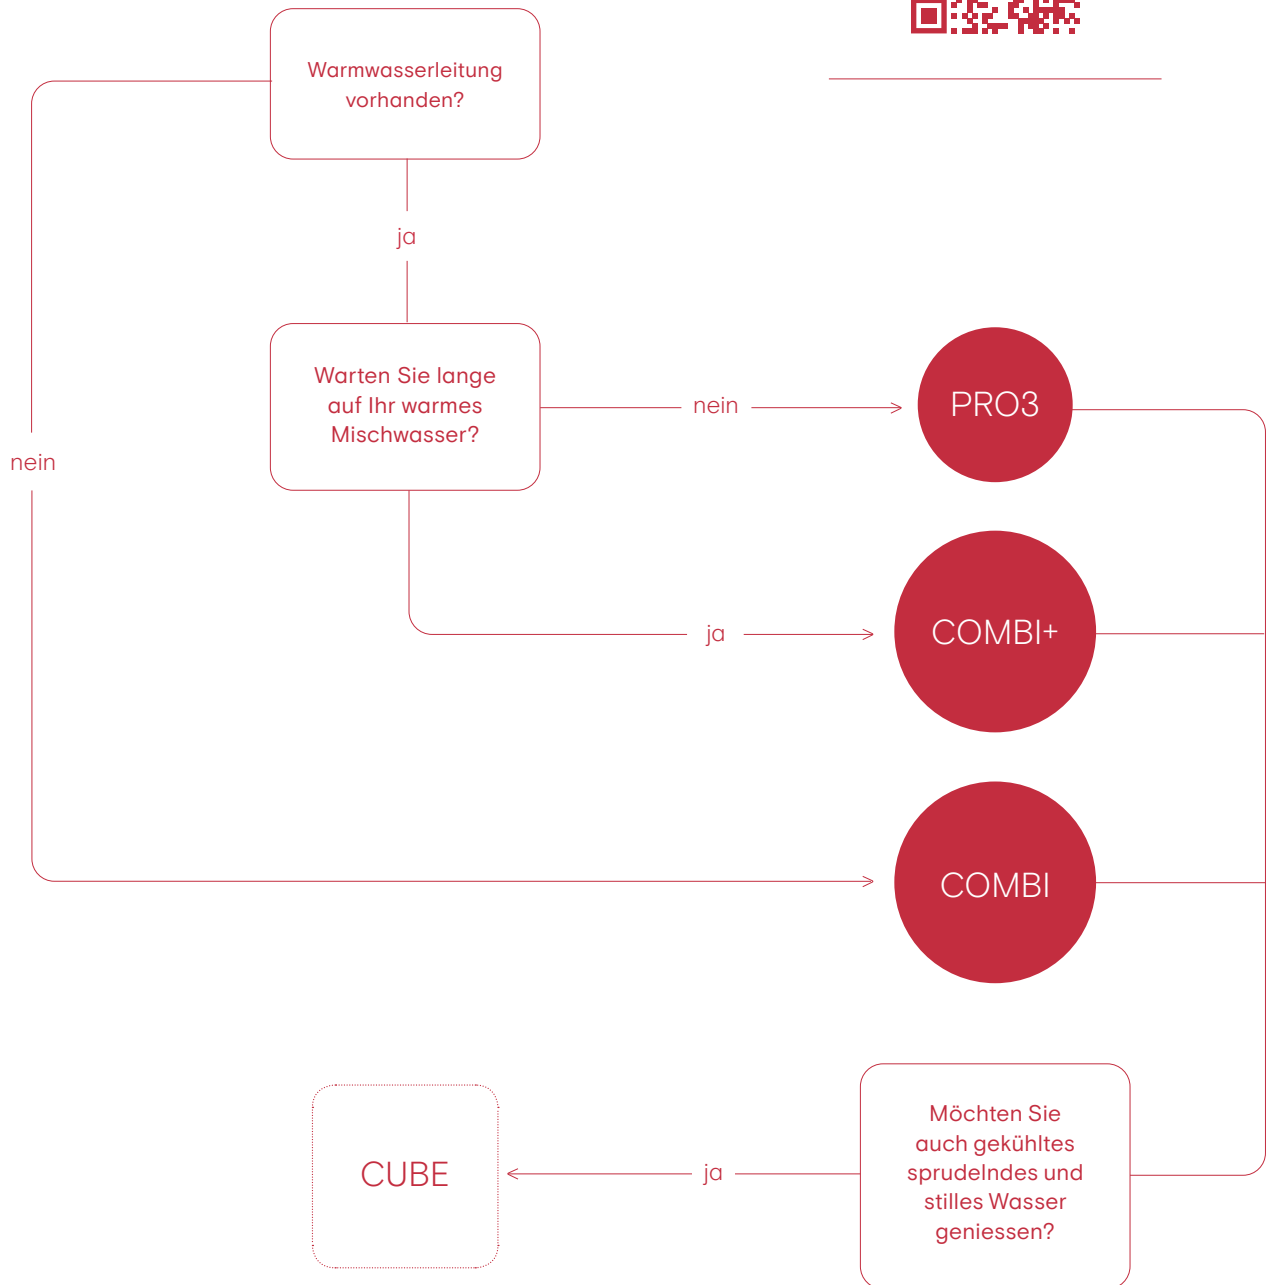 Warmwasserleitung
vorhanden?
ja
Warten Sie lange
auf Ihr warmes
Mischwasser?
nein
PRO3
nein
ja
COMBI+
COMBI
Möchten Sie
auch gekühltes
sprudelndes und
stilles Wasser
geniessen?
ja
CUBE